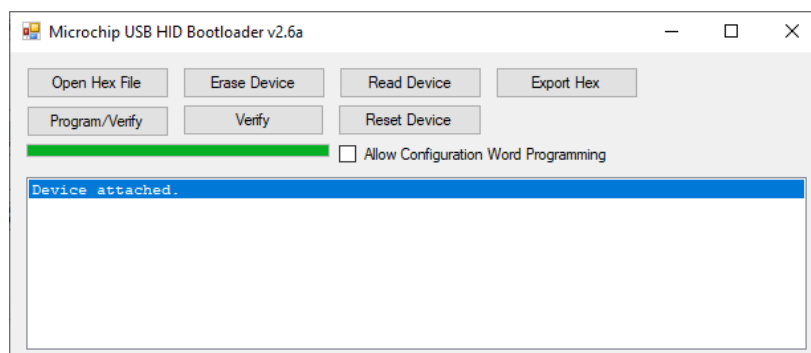 Microchip USB HID Bootloader v2.6a
Open Hex File Erase Device Read Device Export Hex
Program/Verify Verify Reset Device
Allow Configuration Word Programming
Device attached.